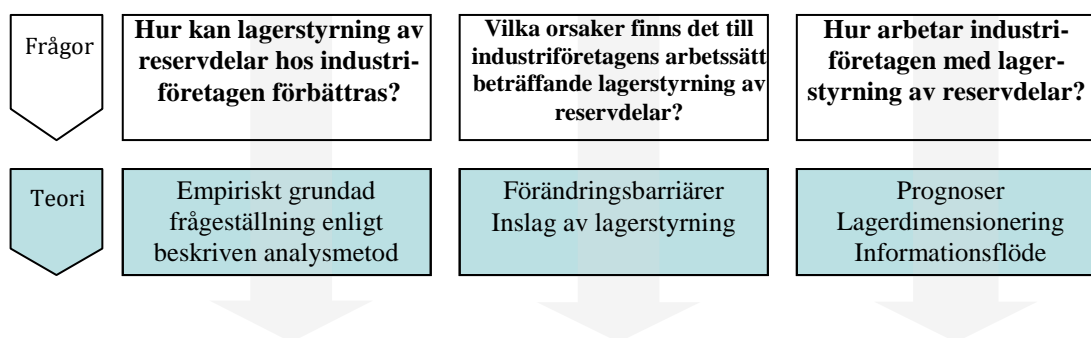 Frågor
Hur kan lagerstyrning av
reservdelar hos industri-
företagen förbättras?
Vilka orsaker finns det till
industriföretagens arbetssätt
beträffande lagerstyrning av
reservdelar?
Hur arbetar industri-
företagen med lager-
styrning av reservdelar?
Teori
Empiriskt grundad
frågeställning enligt
beskriven analysmetod
Förändringsbarriärer
Inslag av lagerstyrning
Prognoser
Lagerdimensionering
Informationsflöde